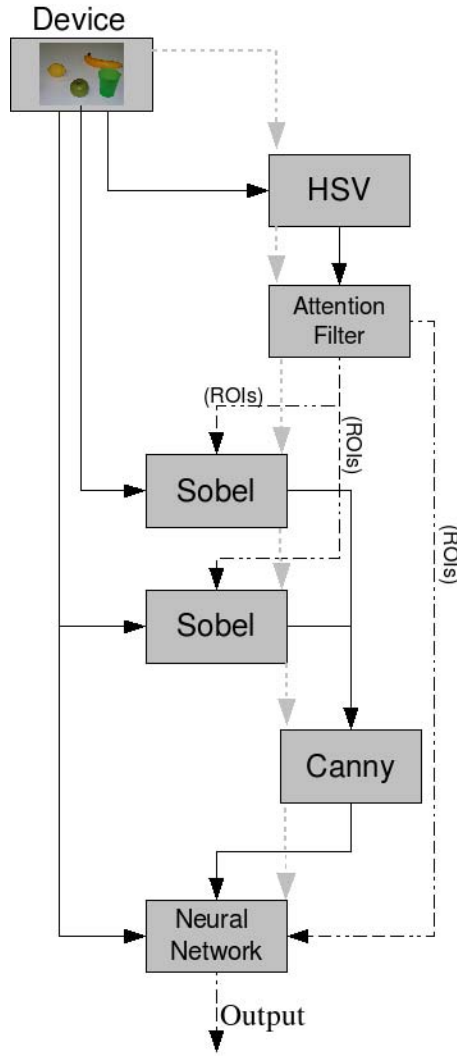 Device
HSV
Attention
Filter
(ROIs)
(ROIs)
Sobel
(ROIs)
Sobel
Canny
Neural
Network
Output